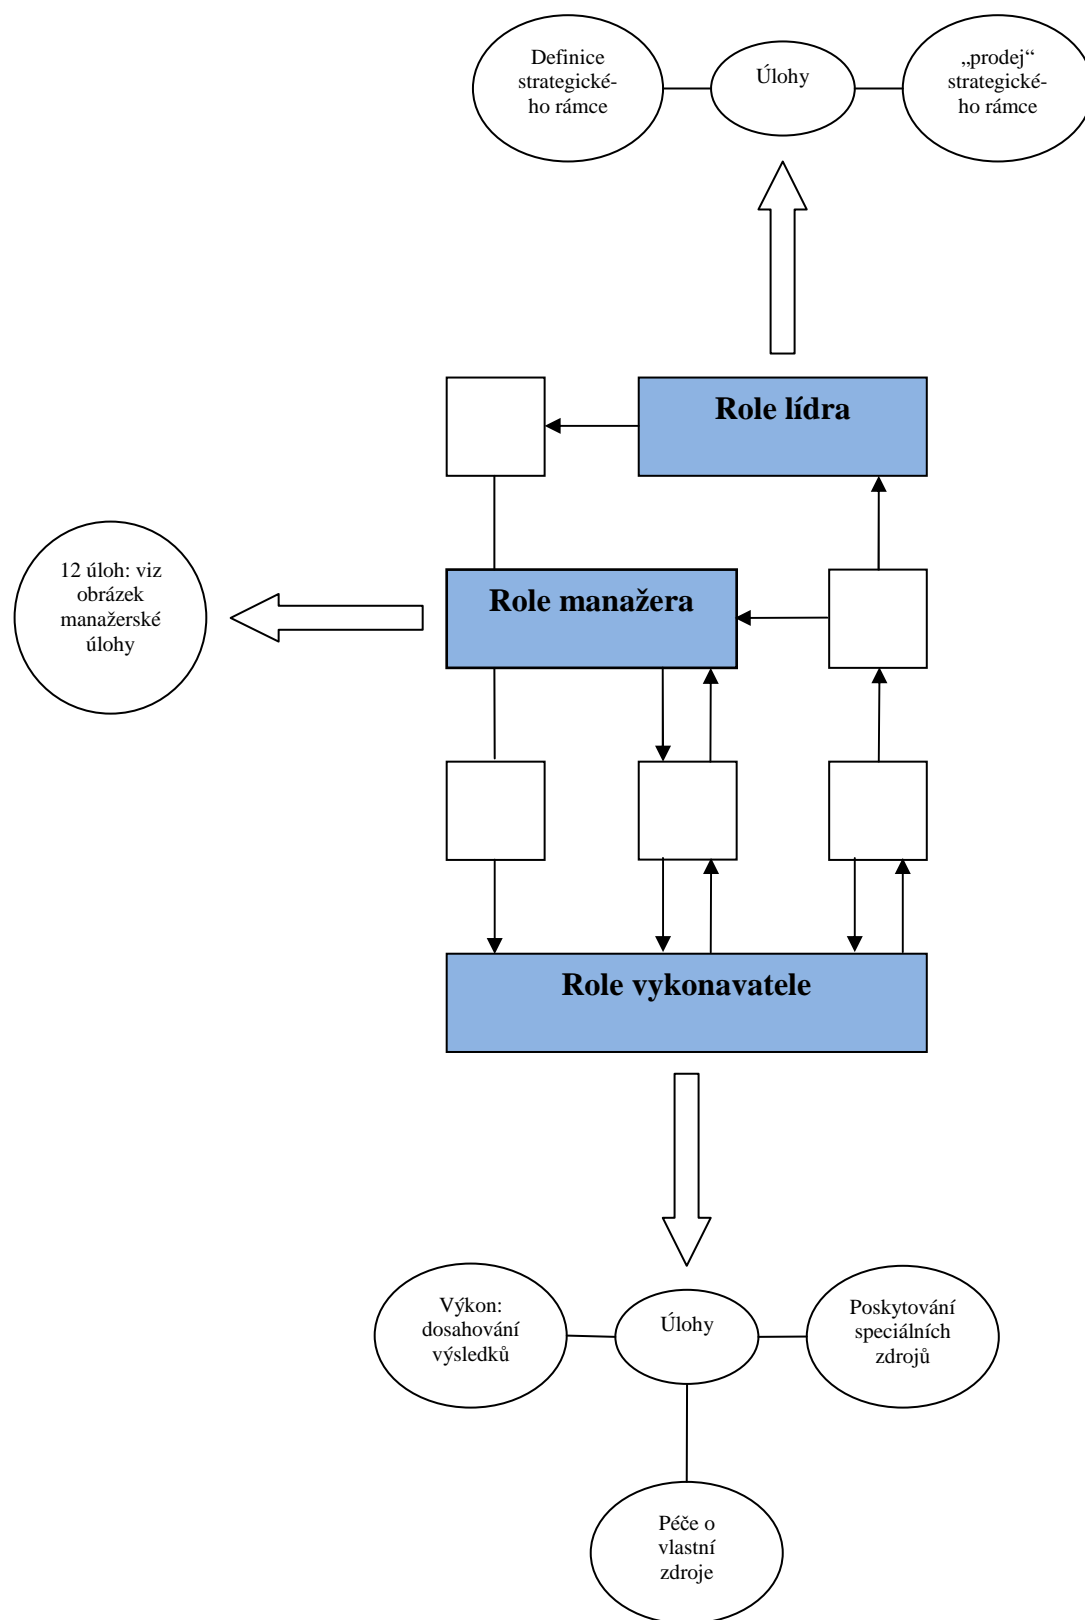 Definice
strategické-
ho rámce
Úlohy
„prodej“
strategické-
ho rámce
Role lídra
12 úloh: viz
obrázek
manažerské
úlohy
Role manažera
Role vykonavatele
Výkon:
dosahování
výsledků
Úlohy
Poskytování
speciálních
zdrojů
Péče o
vlastní
zdroje